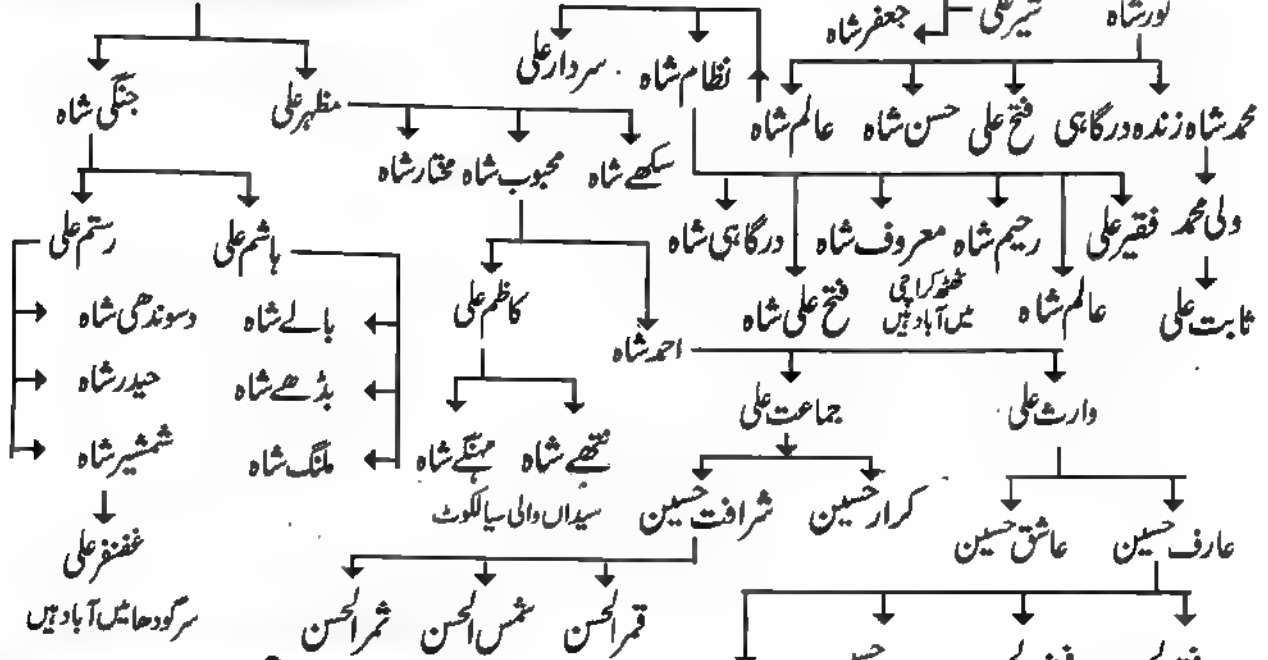 نور شاہ شیر علی جعفر شاہ
نظام شاہ سردار علی
محمد شاہ زندہ درگاہی فتح علی حسن شاہ عالم شاہ
مظہر علی جنگی شاہ
سکھے شاہ محبوب شاہ مختار شاہ
ولی محمد فقیر علی رحیم شاہ معروف شاہ درگاہی شاہ
ہاشم علی رستم علی
ثابت علی عالم شاہ ٹھٹھہ کراچی فتح علی شاہ
میں آباد ہیں
کاظم علی بالے شاہ دسوندھی شاہ
احمد شاہ
بڈھے شاہ حیدر شاہ
وارث علی جماعت علی
نتھے شاہ مہنگے شاہ ملنگ شاہ شمشیر شاہ
سیداں والی سیالکوٹ
کرار حسین شرافت حسین
عارف حسین عاشق حسین غضنفر علی
سرگودھا میں آباد ہیں
قمر الحسن شمس الحسن ثمر الحسن